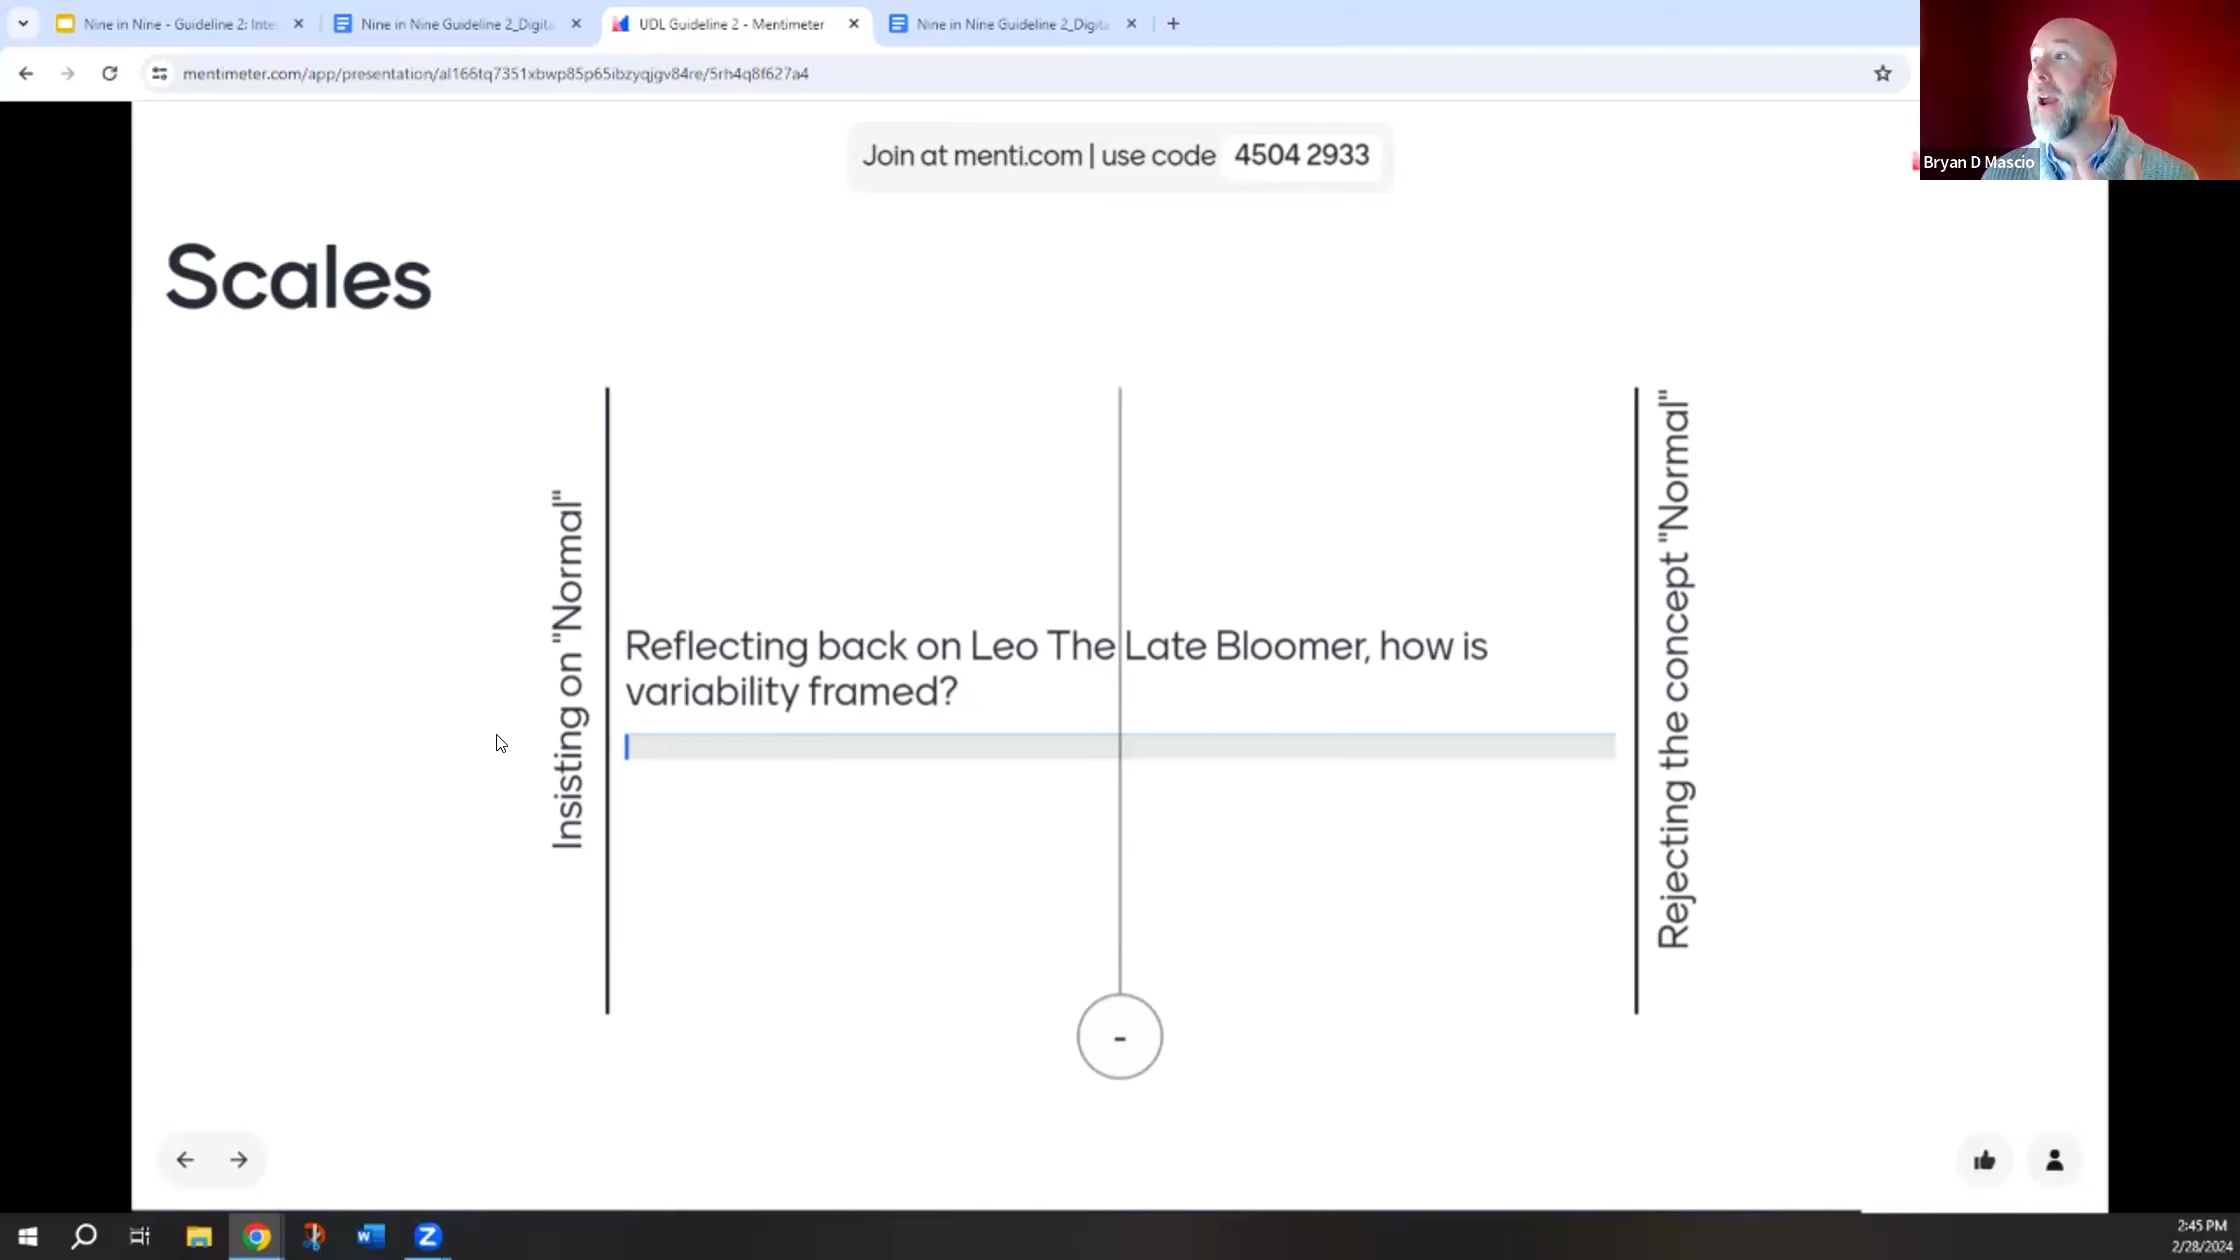 Nine in Nine - Guideline 2: Inte
Nine in Nine Guideline 2_Digita
UDL Guideline 2 - Mentimeter
Nine in Nine Guideline 2_Digita
mentimeter.com/app/presentation/al166tq7351xbwp85p65ibzyqjgv84re/5rh4q8f627a4
Bryan D Mascio
Join at menti.com | use code 4504 2933
Scales
Insisting on "Normal"
Reflecting back on Leo The Late Bloomer, how is
variability framed?
Rejecting the concept "Normal"
-
2:45 PM
2/28/2024